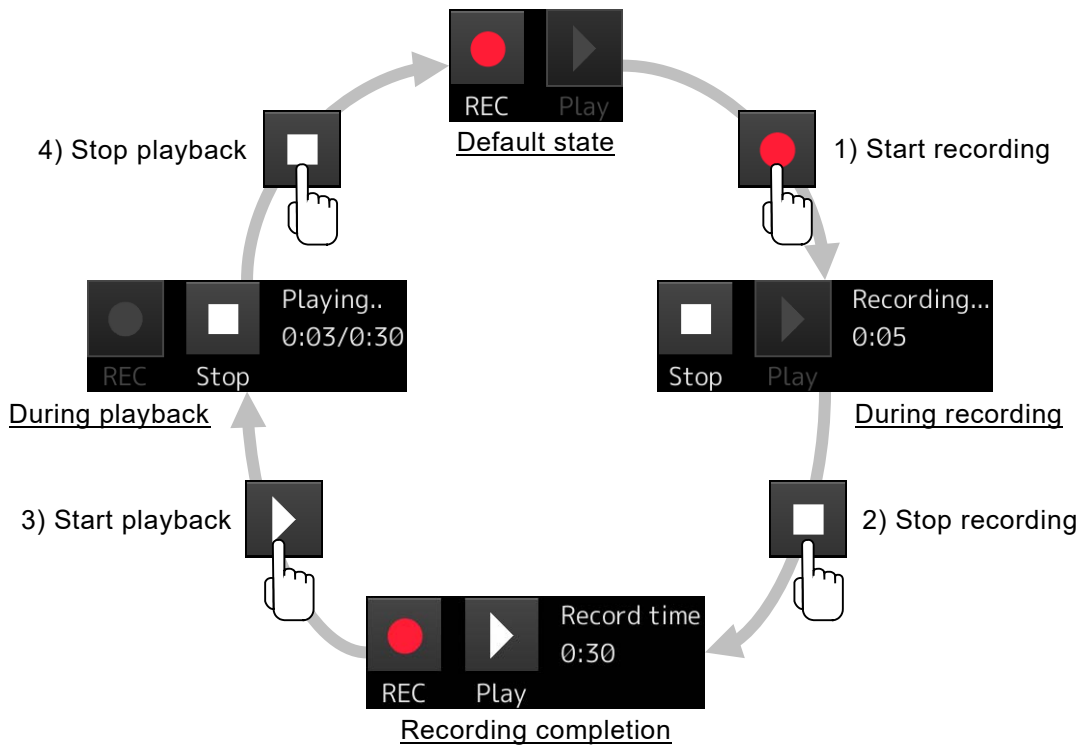 REC Play
Default state
4) Stop playback
1) Start recording
Playing..
0:03/0:30
REC Stop
During playback
Recording...
0:05
Stop Play
During recording
3) Start playback
2) Stop recording
Record time
0:30
REC Play
Recording completion